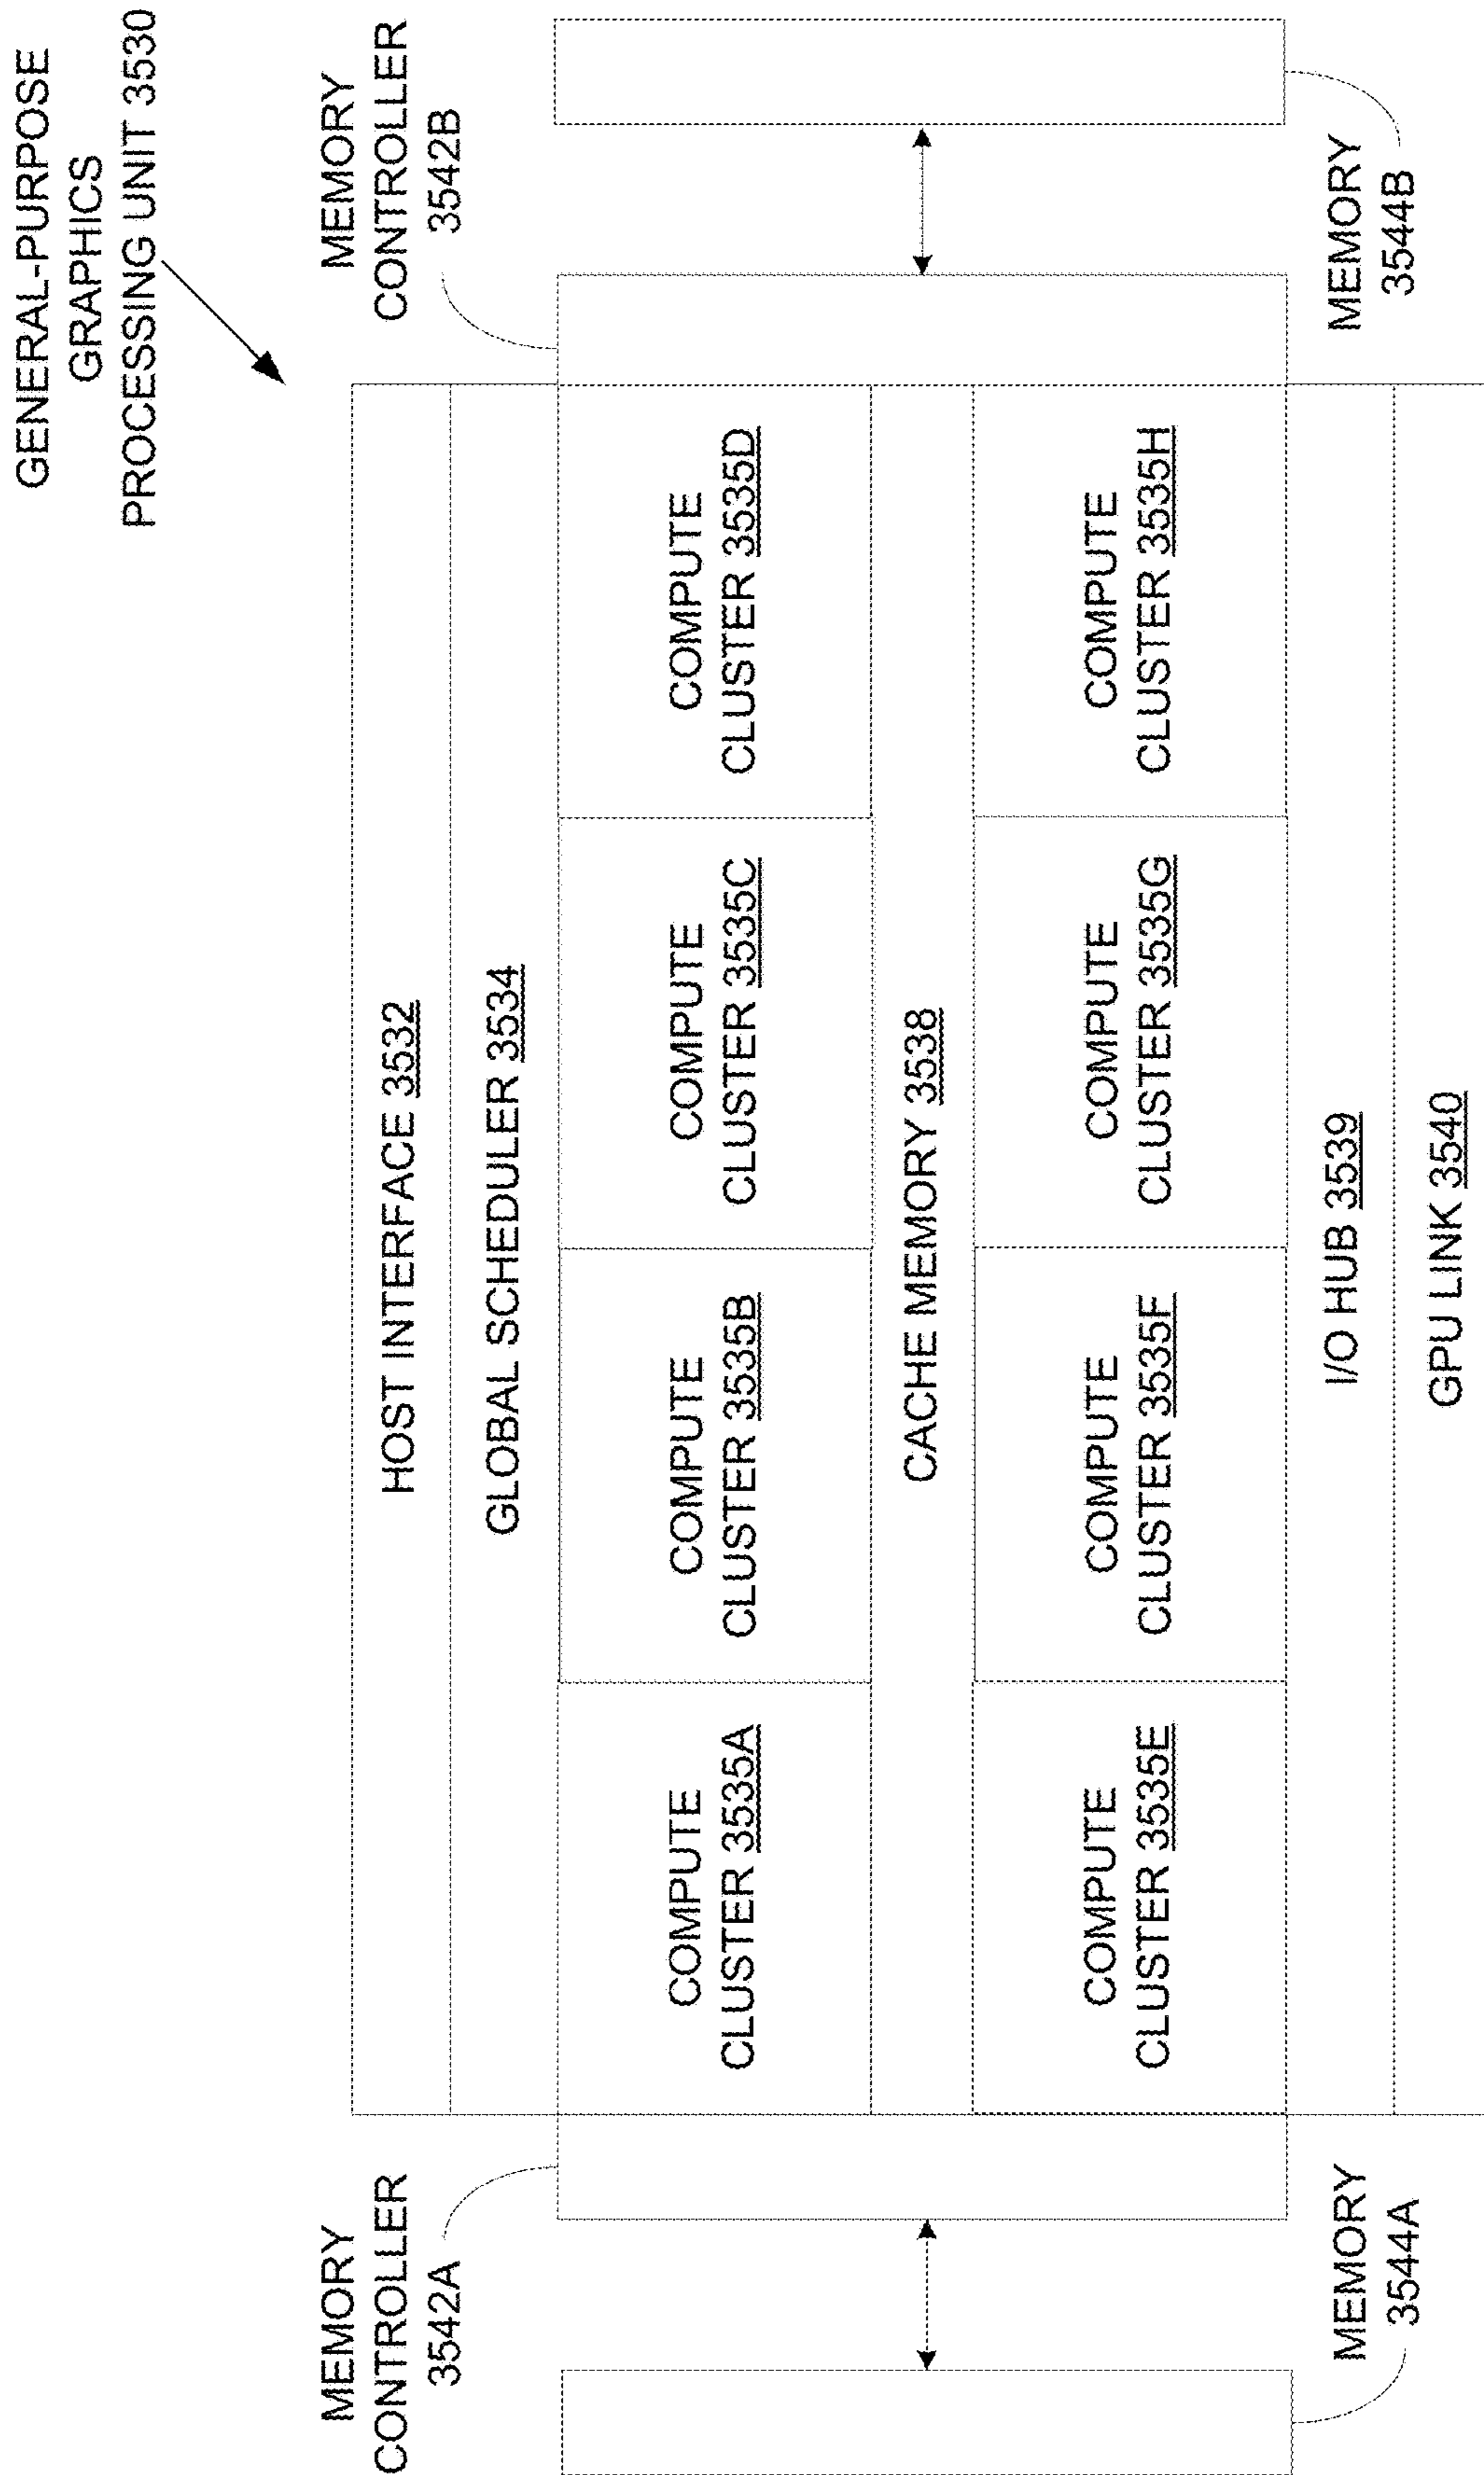 GENERAL-PURPOSE
GRAPHICS
PROCESSING UNIT 3530
MEMORY
CONTROLLER
3542A
MEMORY
CONTROLLER
3542B
HOST INTERFACE 3532
GLOBAL SCHEDULER 3534
COMPUTE
CLUSTER 3535A
COMPUTE
CLUSTER 3535B
COMPUTE
CLUSTER 3535C
COMPUTE
CLUSTER 3535D
CACHE MEMORY 3538
COMPUTE
CLUSTER 3535E
COMPUTE
CLUSTER 3535F
COMPUTE
CLUSTER 3535G
COMPUTE
CLUSTER 3535H
I/O HUB 3539
GPU LINK 3540
MEMORY
3544A
MEMORY
3544B